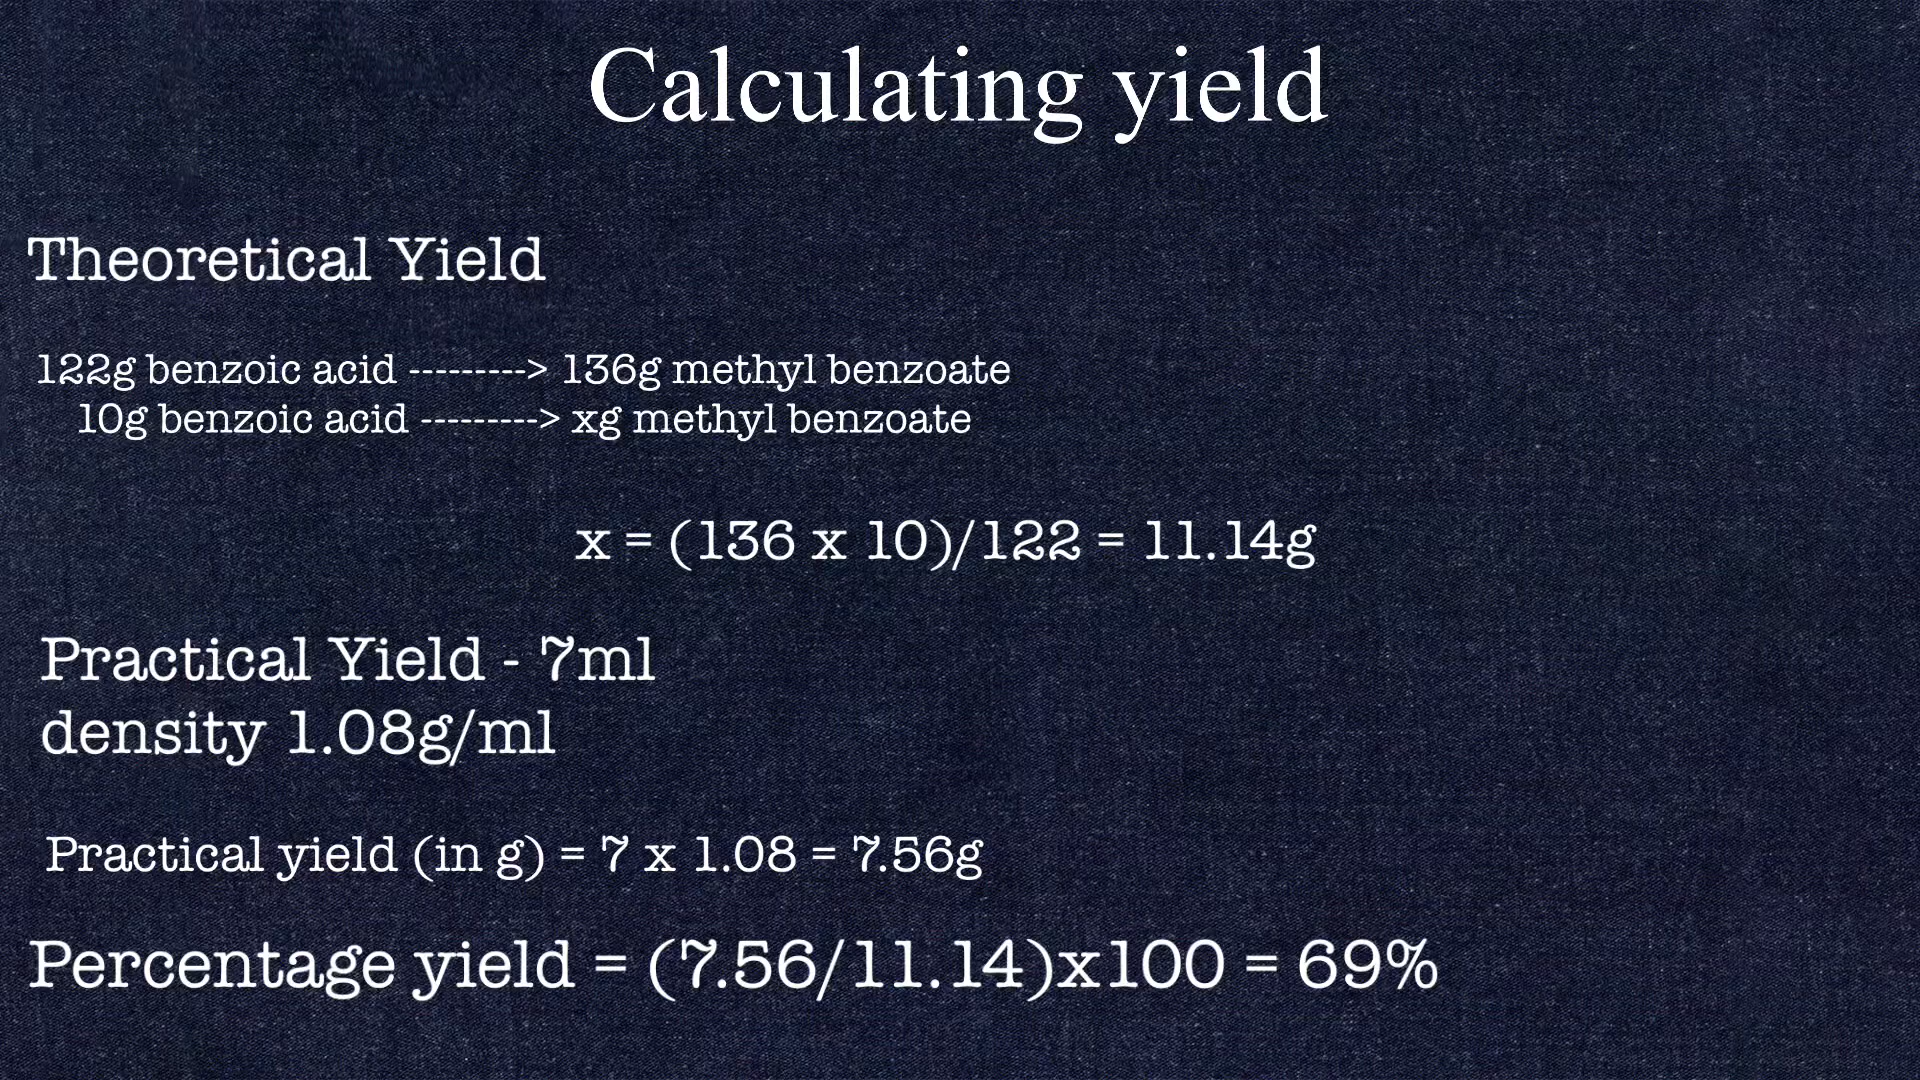 Calculating yield
Theoretical Yield
122g benzoic acid ---------> 136g methyl benzoate
10g benzoic acid ---------> xg methyl benzoate
x = (136 x 10)/122 = 11.14g
Practical Yield - 7ml
density 1.08g/ml
Practical yield (in g) = 7 x 1.08 = 7.56g
Percentage yield = (7.56/11.14)x100 = 69%